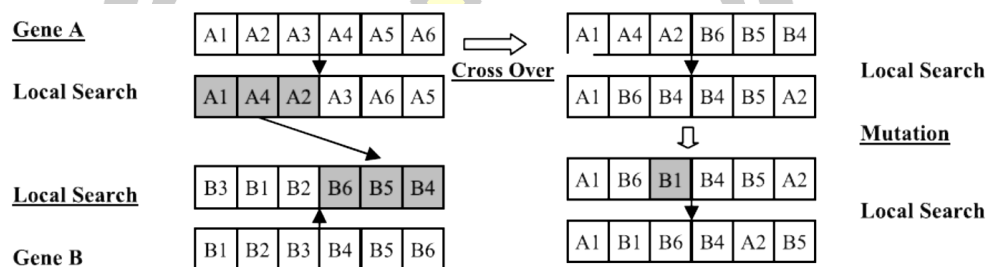 Gene A
A1 A2 A3 A4 A5 A6
Local Search
A1 A4 A2 A3 A6 A5
Local Search
B3 B1 B2 B6 B5 B4
Gene B
B1 B2 B3 B4 B5 B6
Cross Over
A1 A4 A2 B6 B5 B4
Local Search
A1 B6 B4 B4 B5 A2
Mutation
A1 B6 B1 B4 B5 A2
Local Search
A1 B1 B6 B4 A2 B5